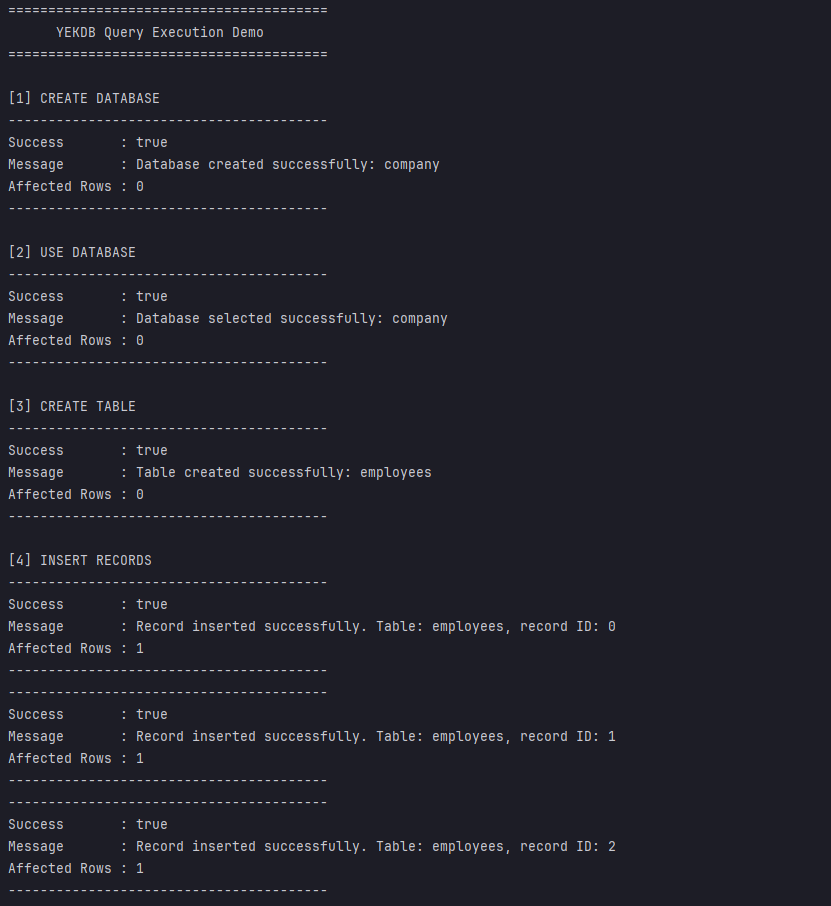 ========================================
      YEKDB Query Execution Demo
========================================

[1] CREATE DATABASE
----------------------------------------
Success       : true
Message       : Database created successfully: company
Affected Rows : 0
----------------------------------------

[2] USE DATABASE
----------------------------------------
Success       : true
Message       : Database selected successfully: company
Affected Rows : 0
----------------------------------------

[3] CREATE TABLE
----------------------------------------
Success       : true
Message       : Table created successfully: employees
Affected Rows : 0
----------------------------------------

[4] INSERT RECORDS
----------------------------------------
Success       : true
Message       : Record inserted successfully. Table: employees, record ID: 0
Affected Rows : 1
----------------------------------------
----------------------------------------
Success       : true
Message       : Record inserted successfully. Table: employees, record ID: 1
Affected Rows : 1
----------------------------------------
----------------------------------------
Success       : true
Message       : Record inserted successfully. Table: employees, record ID: 2
Affected Rows : 1
----------------------------------------